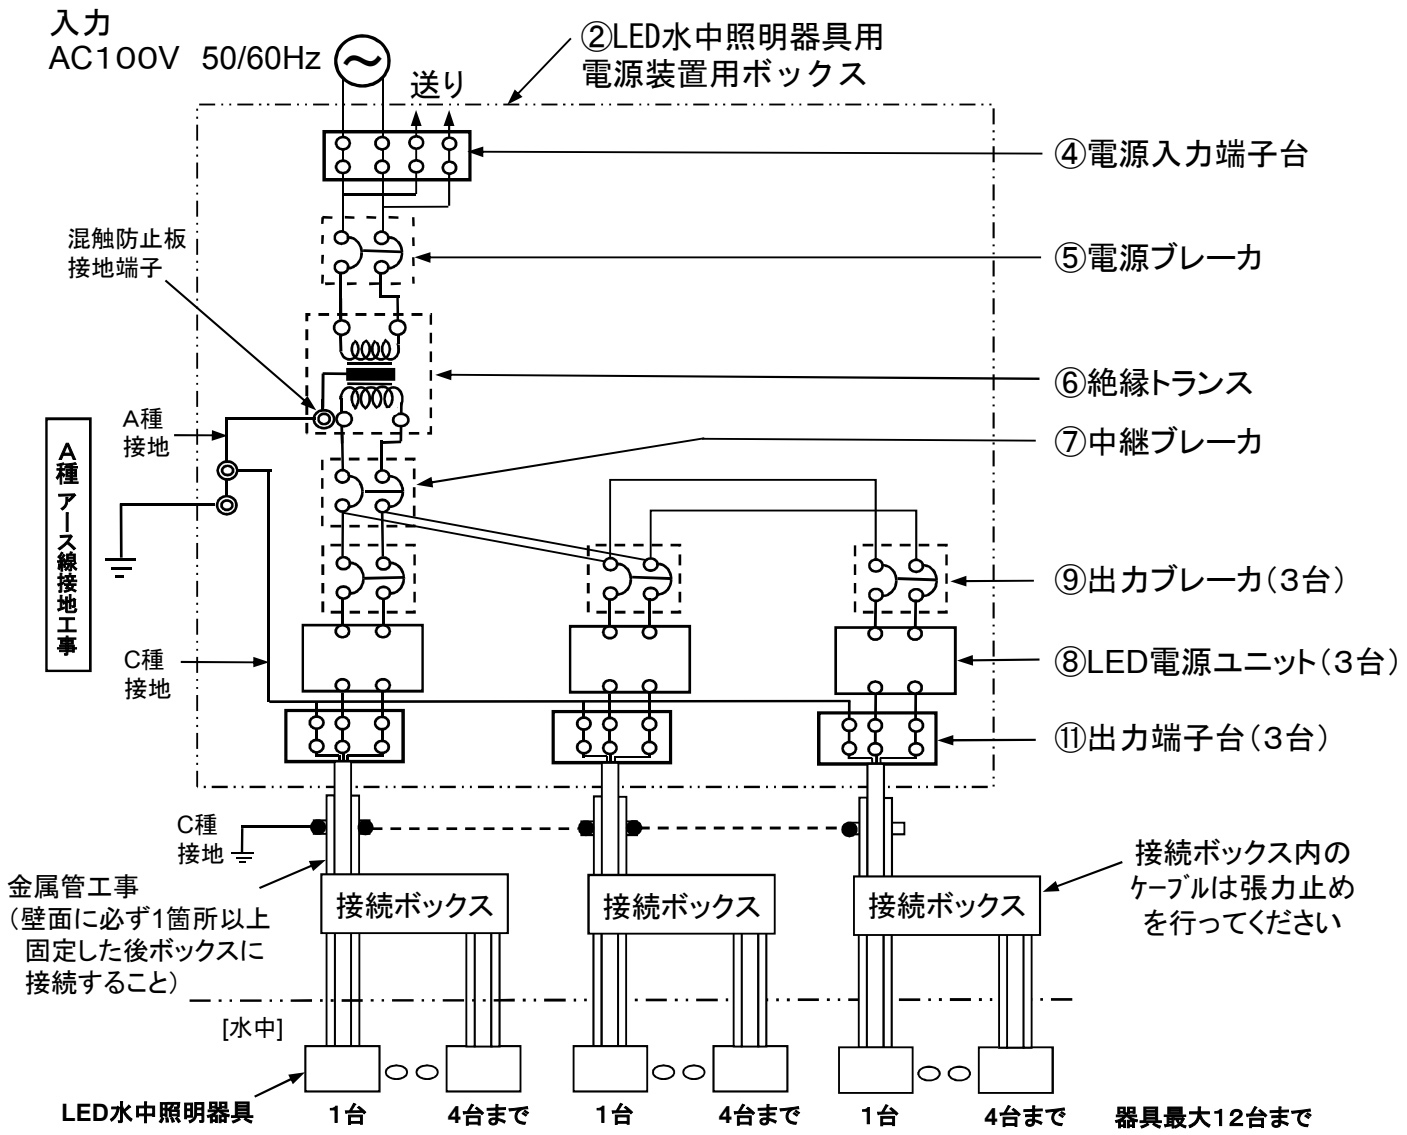 入力
AC100V 50/60Hz
送り
②LED水中照明器具用
電源装置用ボックス
④電源入力端子台
混触防止板
接地端子
⑤電源ブレーカ
⑥絶縁トランス
A種
接地
⑦中継ブレーカ
A種 アース線接地工事
⑨出力ブレーカ(3台)
C種
接地
⑧LED電源ユニット(3台)
⑪出力端子台(3台)
C種
接地
金属管工事
(壁面に必ず1箇所以上
固定した後ボックスに
接続すること)
接続ボックス
接続ボックス
接続ボックス
接続ボックス内の
ケーブルは張力止め
を行ってください
[水中]
LED水中照明器具
1台
4台まで
1台
4台まで
1台
4台まで
器具最大12台まで